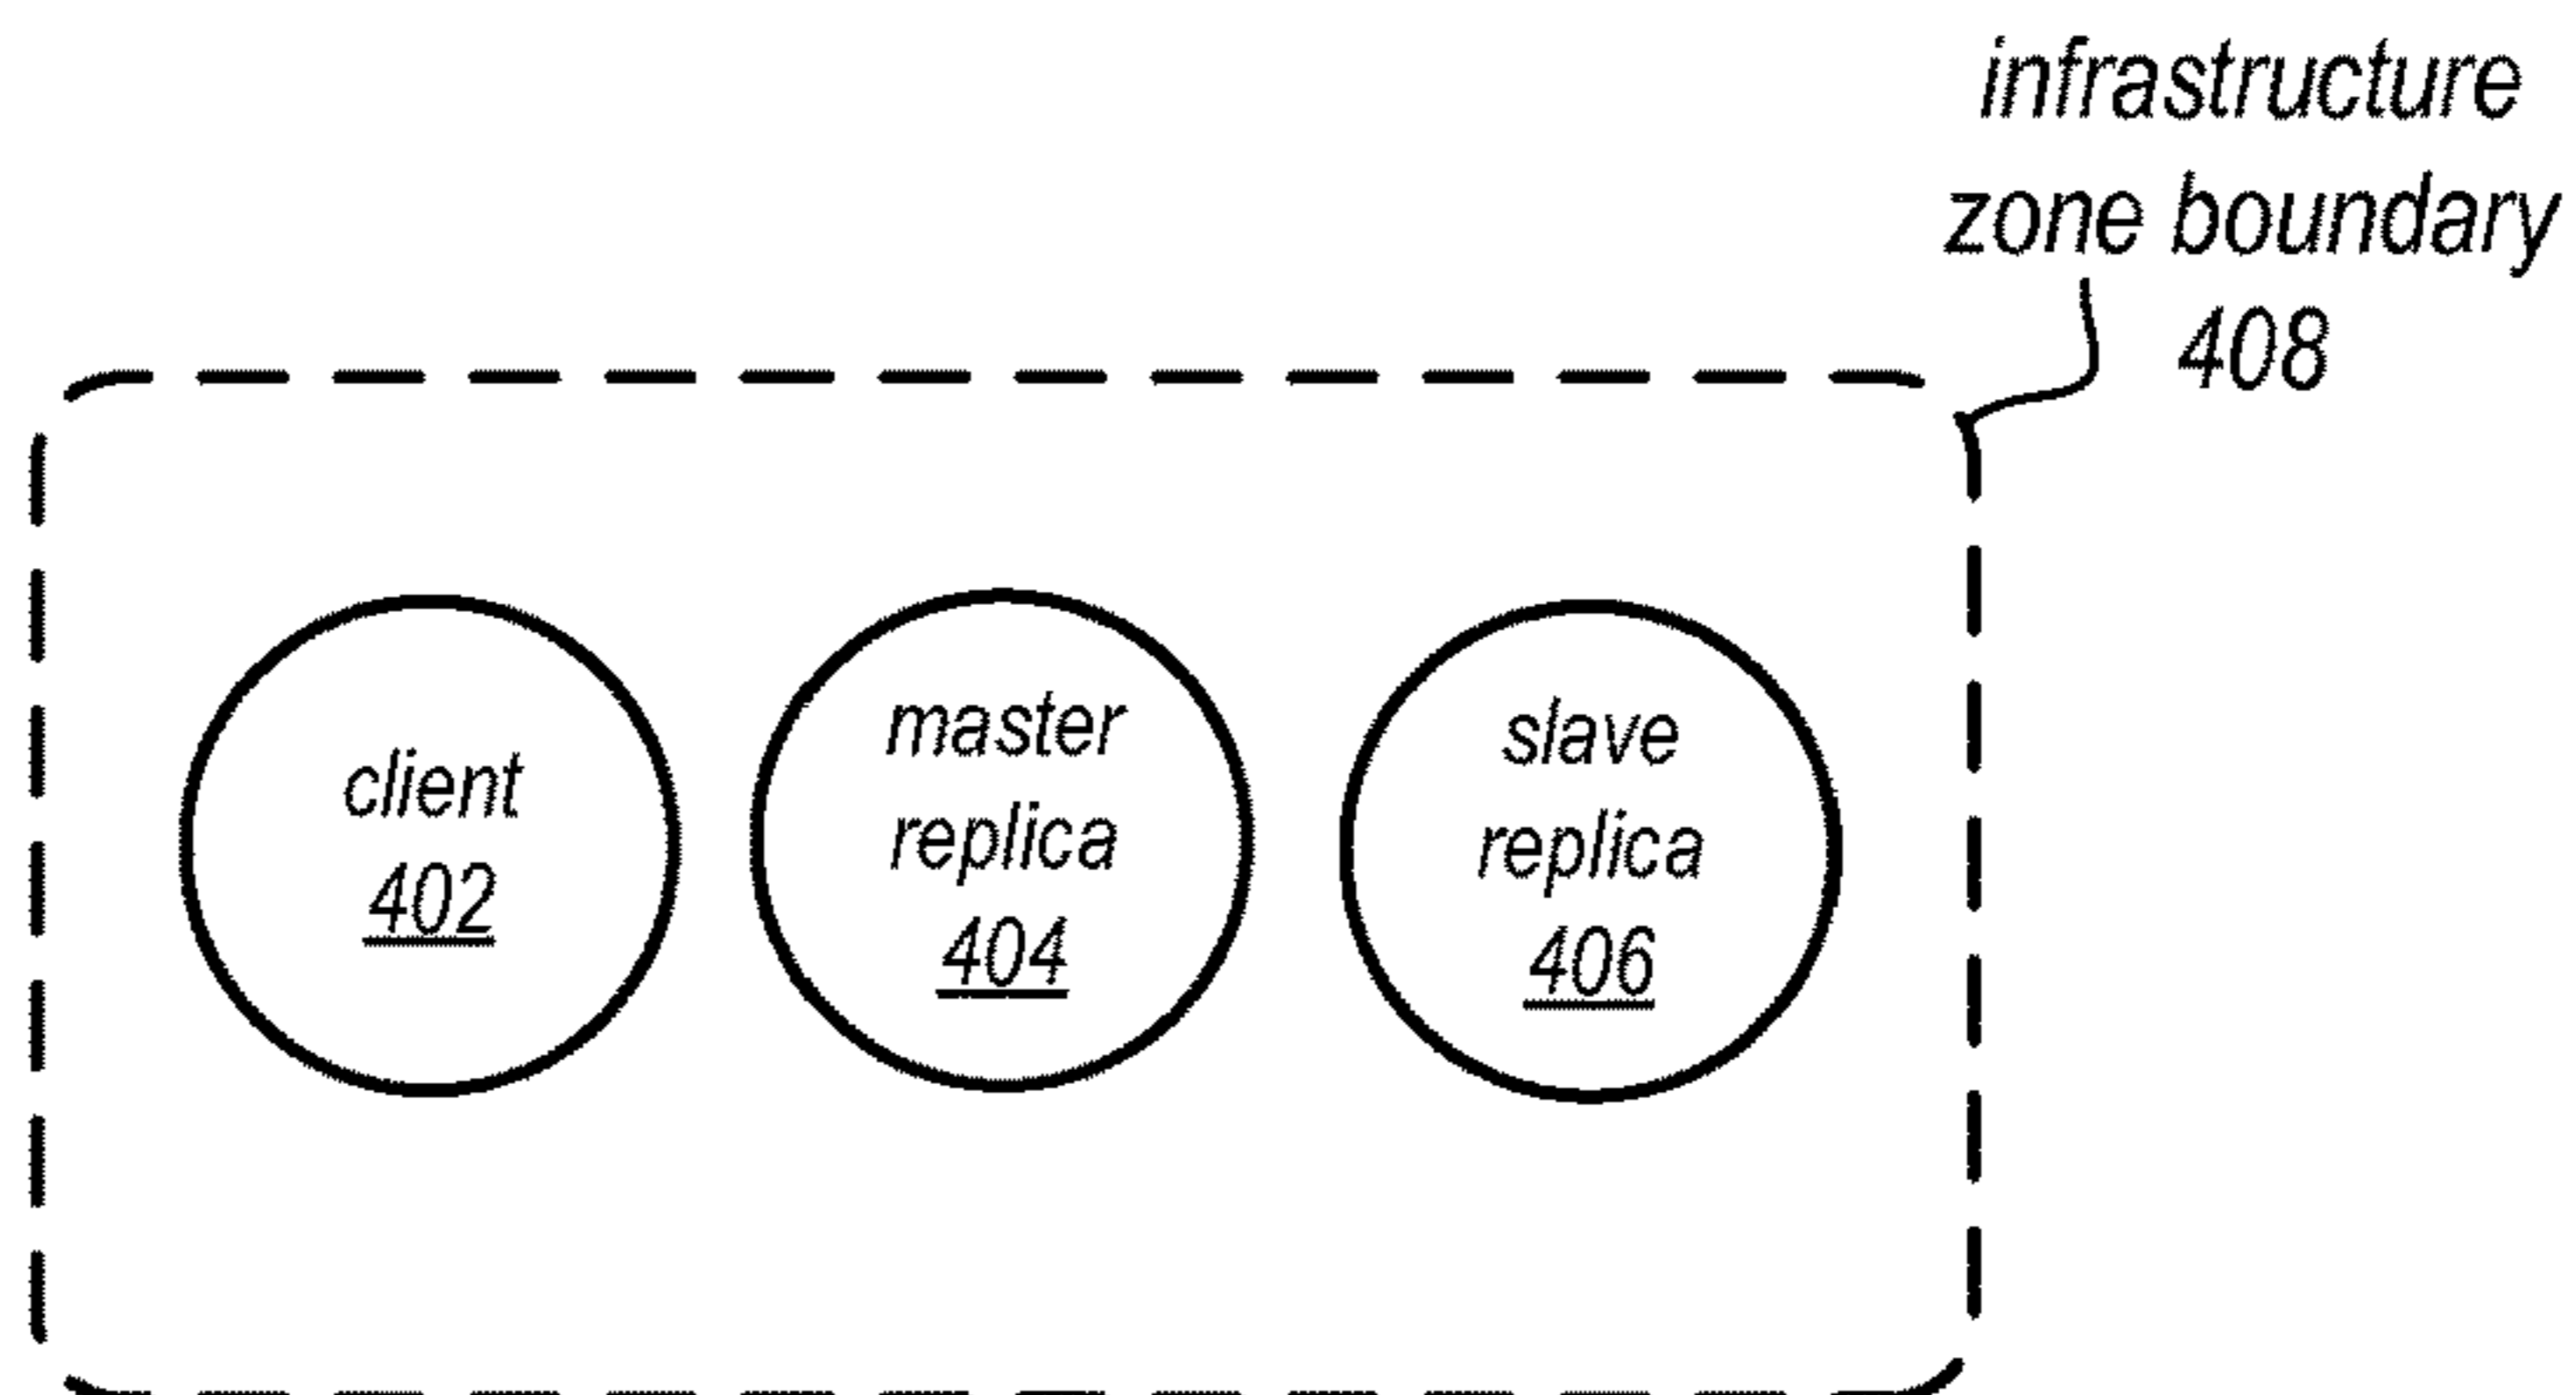 infrastructure
zone boundary
408
client
402
master
replica
404
slave
replica
406